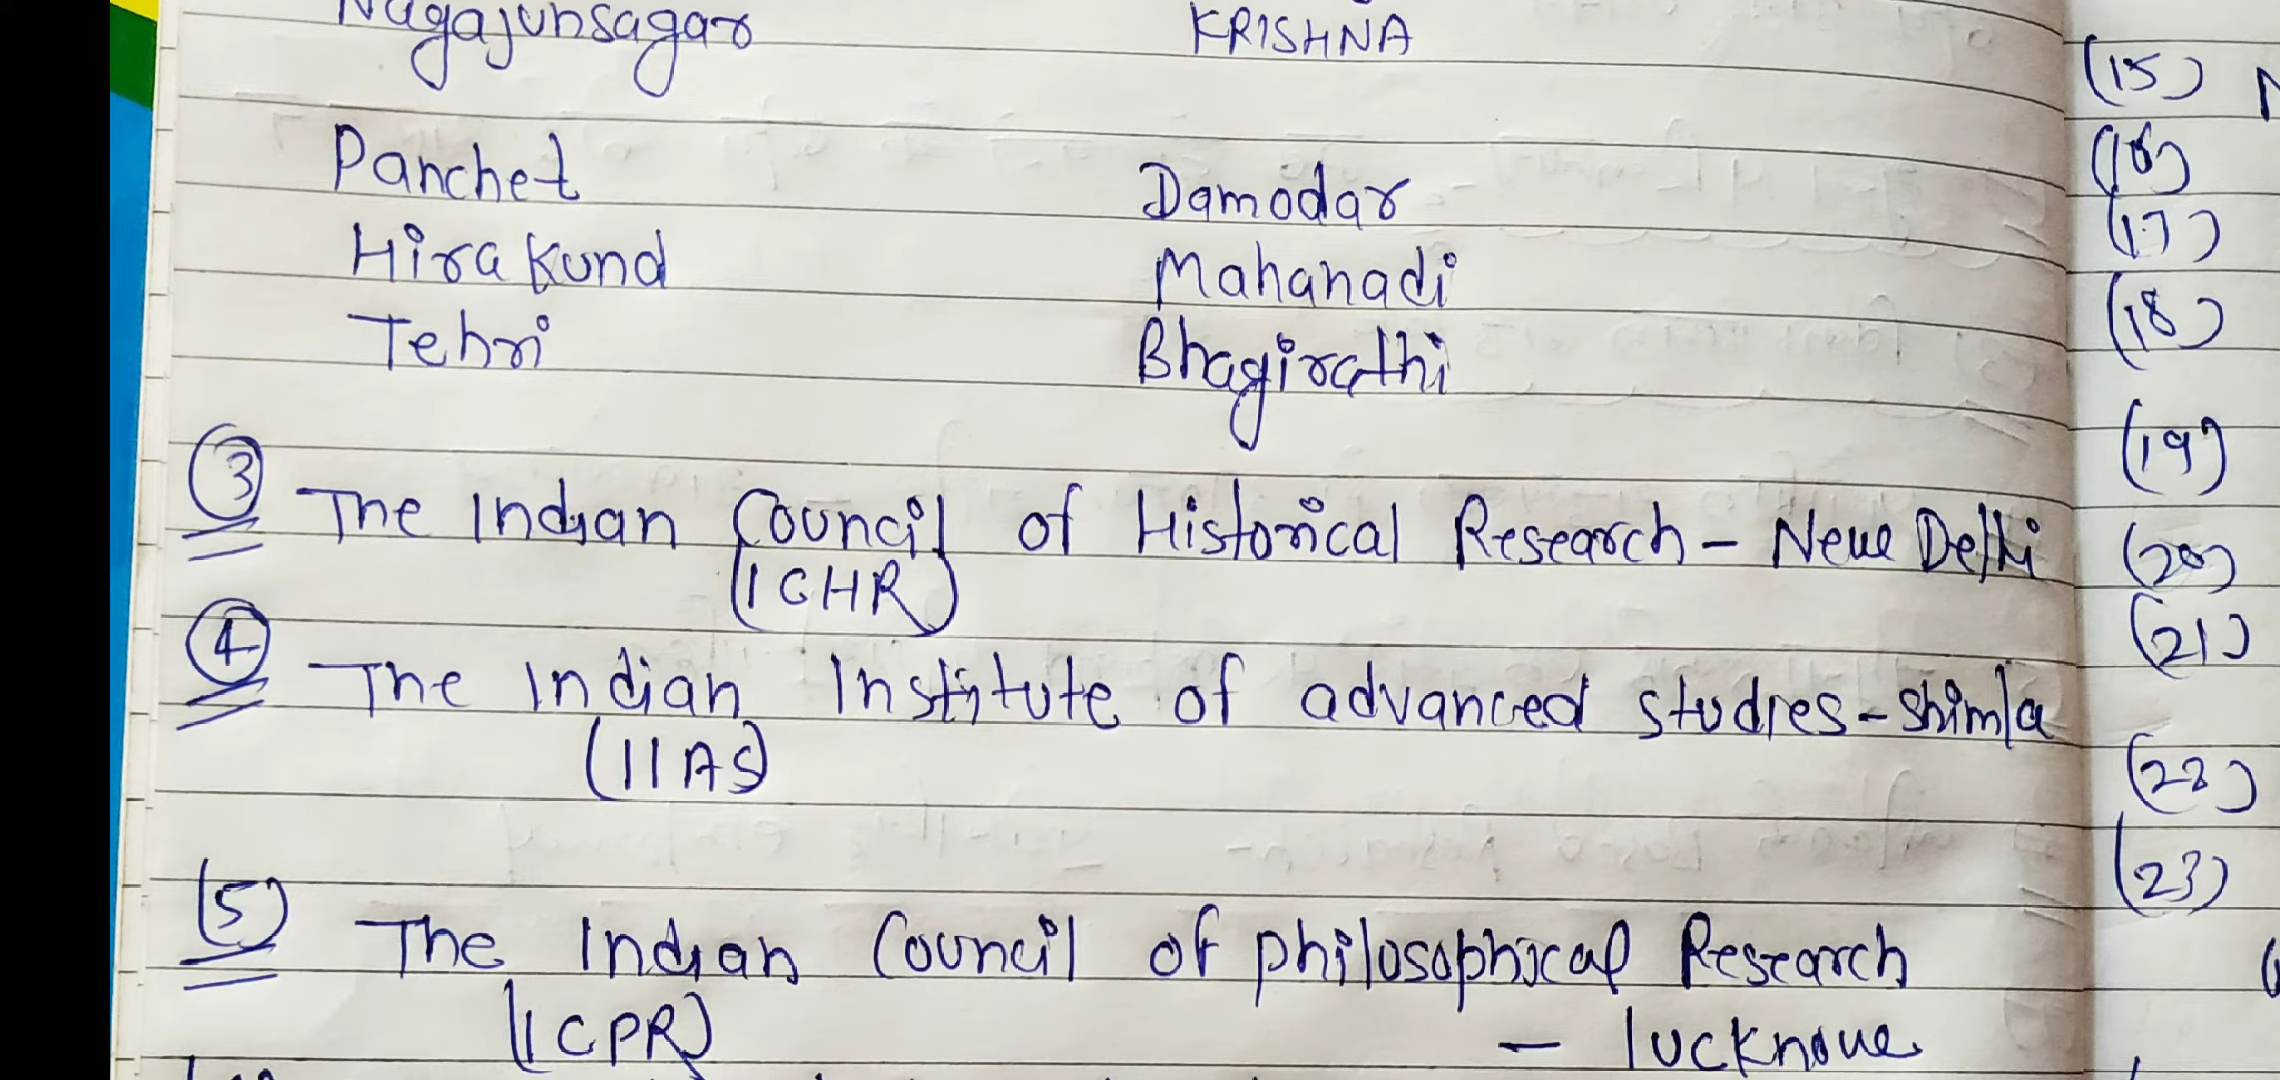 Nagajunsagar KRISHNA
Panchet Damodar
Hirakund Mahanadi
Tehri Bhagirathi
3 The Indian Council of Historical Research - New Delhi
(ICHR)
4 The Indian Institute of advanced studies - shimla
(IIAS)
(5) The Indian Council of philosophical Research
(ICPR) - lucknow
(15)
(16)
(17)
(18)
(19)
(20)
(21)
(22)
(23)